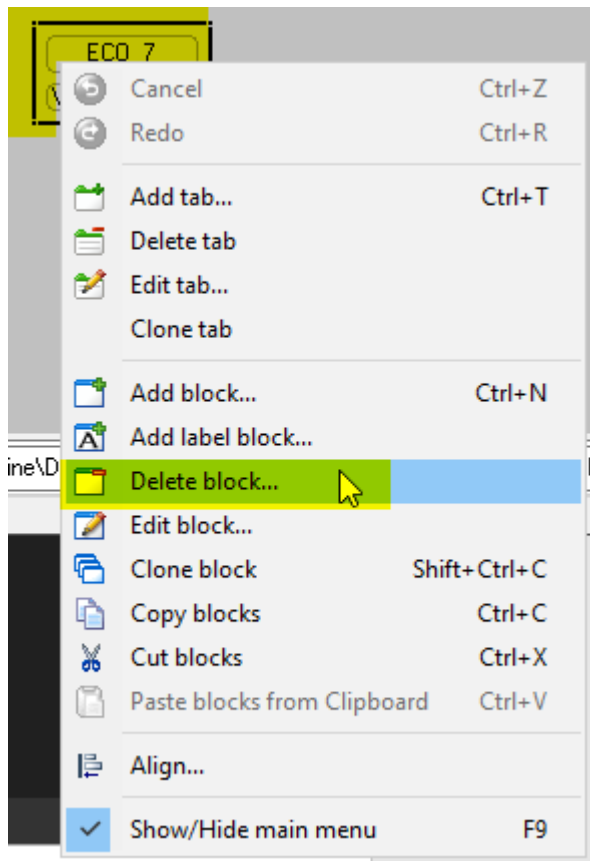 ECO 7
Cancel Ctrl+Z
Redo Ctrl+R
Add tab... Ctrl+T
Delete tab
Edit tab...
Clone tab
Add block... Ctrl+N
Add label block...
ine\D
Delete block...
Edit block...
Clone block Shift+Ctrl+C
Copy blocks Ctrl+C
Cut blocks Ctrl+X
Paste blocks from Clipboard Ctrl+V
Align...
Show/Hide main menu F9